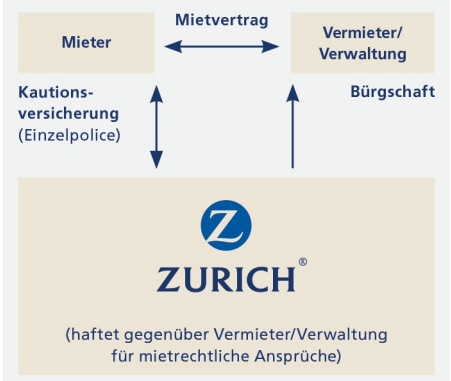 Mietvertrag
Mieter
Vermieter/
Verwaltung
Kautions-
versicherung
(Einzelpolice)
Bürgschaft
Z
ZURICH®
(haftet gegenüber Vermieter/Verwaltung
für mietrechtliche Ansprüche)